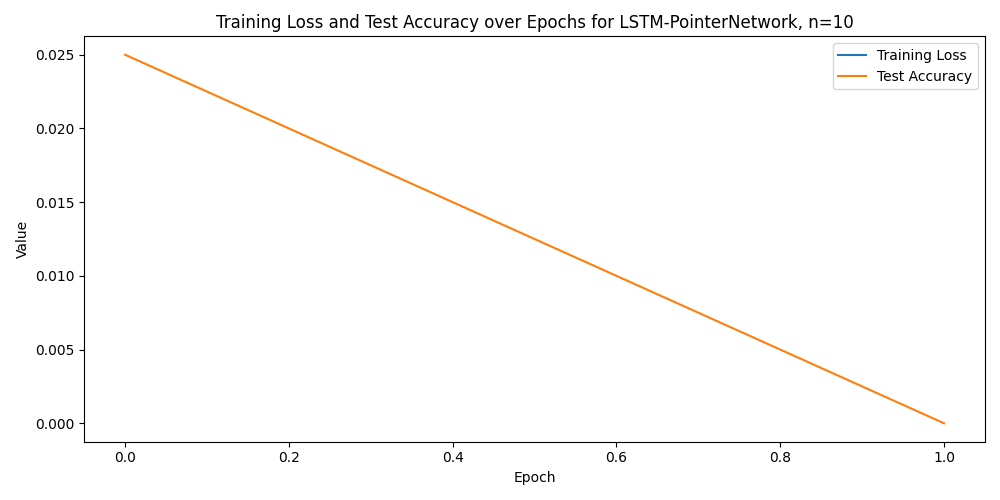 Training Loss and Test Accuracy over Epochs for LSTM-PointerNetwork, n=10
Training Loss
Test Accuracy
0.025
0.020
0.015
0.010
0.005
0.000
Value
0.0 0.2 0.4 0.6 0.8 1.0
Epoch